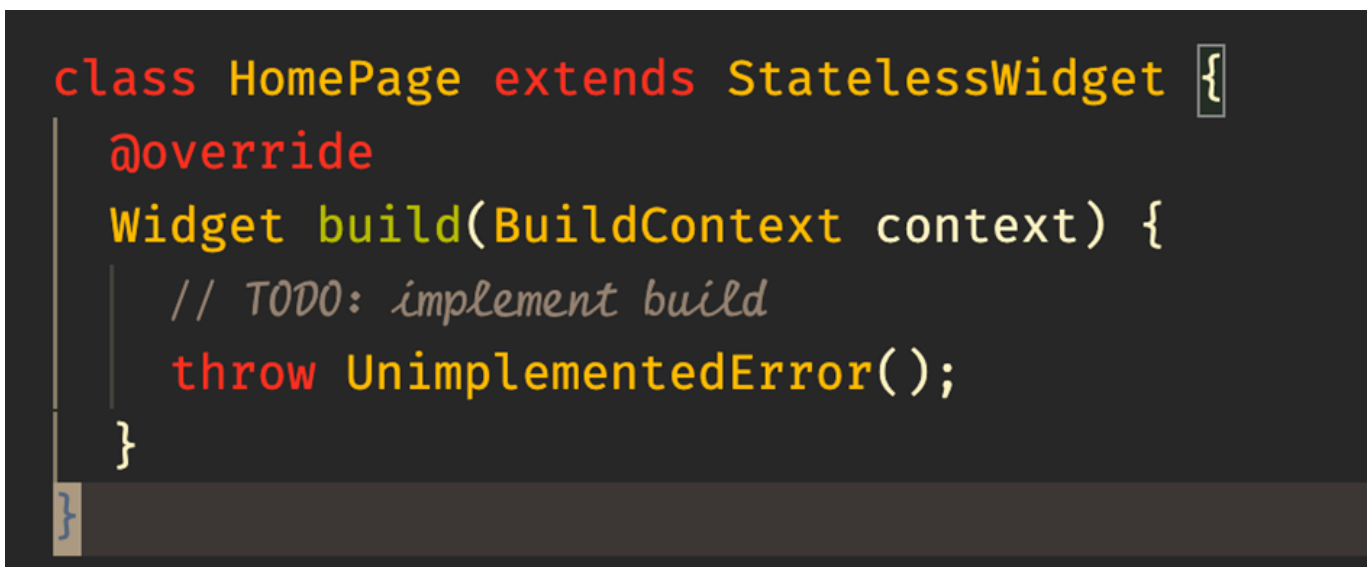 class HomePage extends StatelessWidget {
@override
Widget build(BuildContext context) {
// TODO: implement build
throw UnimplementedError();
}
}